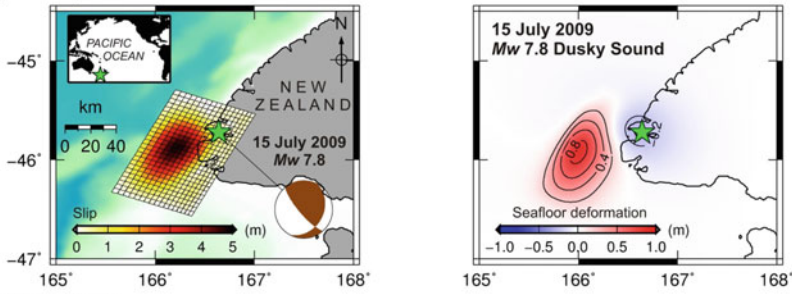 PACIFIC
OCEAN
N
NEW
ZEALAND
km
0 20 40
15 July 2009
Mw 7.8
Slip
(m)
0 1 2 3 4 5
−45˚
−46˚
−47˚
165˚ 166˚ 167˚ 168˚
15 July 2009
Mw 7.8 Dusky Sound
0.8
0.4
−0.2
Seafloor deformation
(m)
−1.0 −0.5 0.0 0.5 1.0
165˚ 166˚ 167˚ 168˚